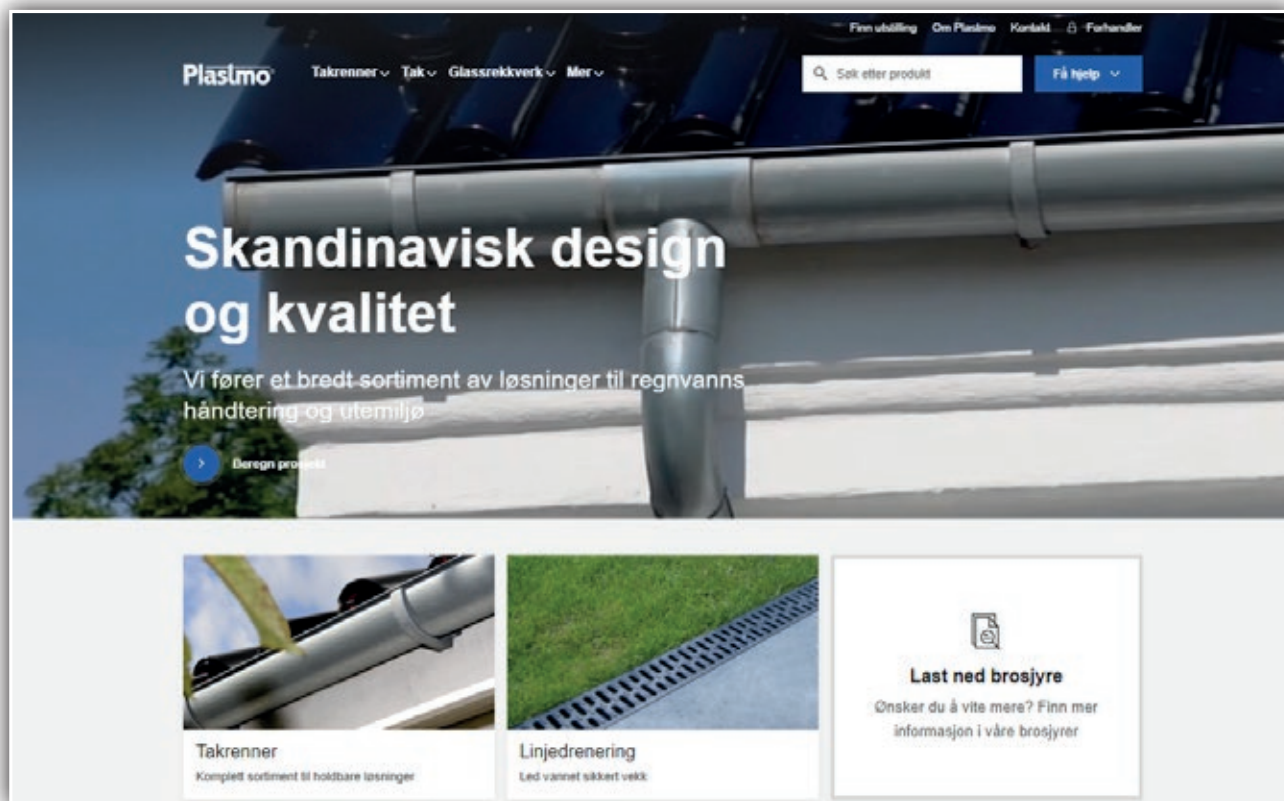 Finn utstilling Om Plastmo Kontakt Forhandler
Plastmo Takrenner Tak Glassrekkverk Mer Søk etter produkt Få hjelp
Skandinavisk design
og kvalitet
Vi fører et bredt sortiment av løsninger til regnvanns
håndtering og utemiljø
Beregn prosjekt
Takrenner
Komplett sortiment til holdbare løsninger
Linjedrenering
Led vannet sikkert vekk
Last ned brosjyre
Ønsker du å vite mere? Finn mer
informasjon i våre brosjyrer